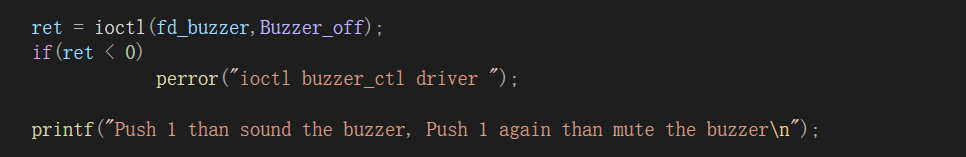 ret = ioctl(fd_buzzer,Buzzer_off);
if(ret < 0)
perror("ioctl buzzer_ctl driver ");
printf("Push 1 than sound the buzzer, Push 1 again than mute the buzzer\n");